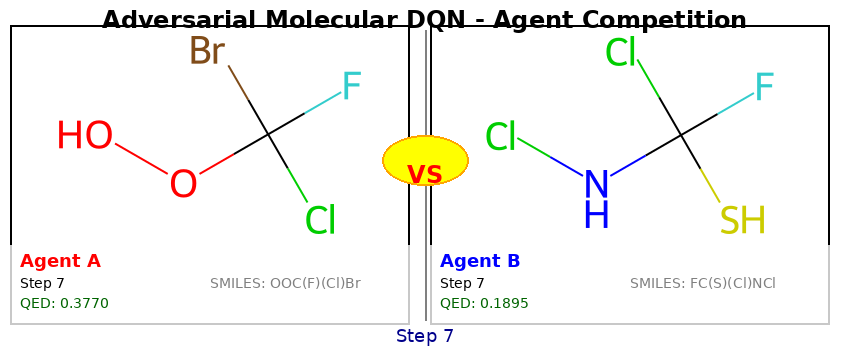 Adversarial Molecular DQN - Agent Competition
Br
F
HO
O
Cl
VS
Cl
F
Cl
N
H
SH
Agent A
Step 7
QED: 0.3770
SMILES: OOC(F)(Cl)Br
Agent B
Step 7
QED: 0.1895
SMILES: FC(S)(Cl)NCl
Step 7